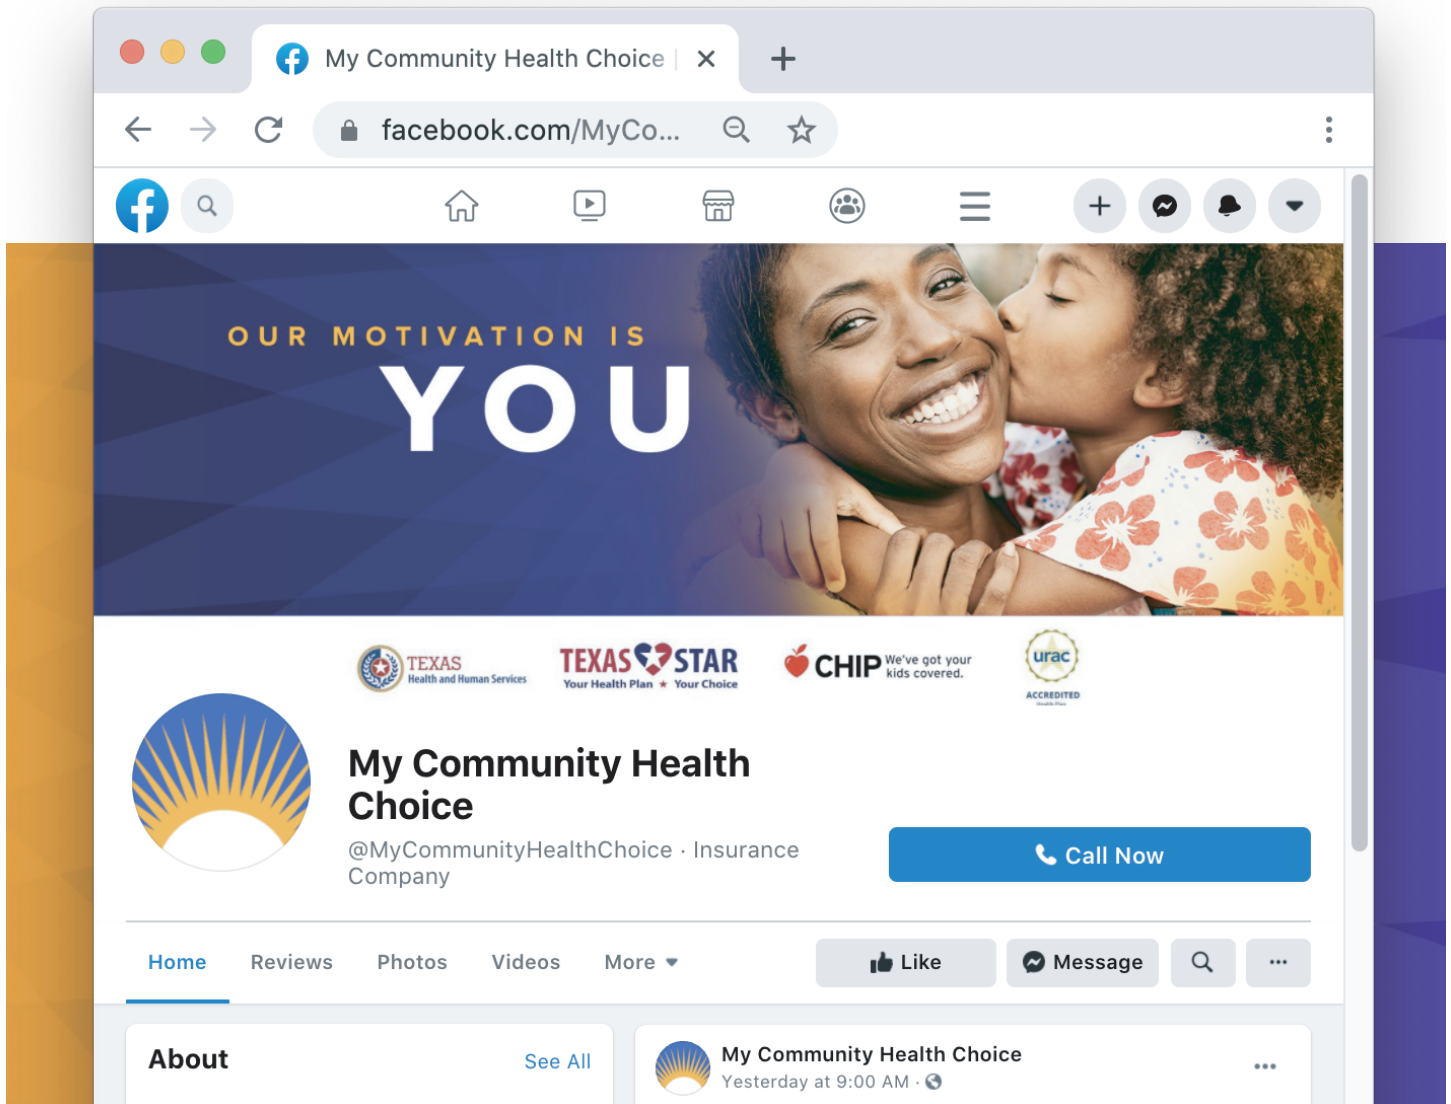 My Community Health Choice
facebook.com/MyCo...
OUR MOTIVATION IS
YOU
TEXAS
Health and Human Services
TEXAS STAR
Your Health Plan ★ Your Choice
CHIP We've got your
kids covered.
urac
ACCREDITED
Health Plan
My Community Health
Choice
@MyCommunityHealthChoice · Insurance
Company
Call Now
Home Reviews Photos Videos More
Like Message
About See All
My Community Health Choice
Yesterday at 9:00 AM ·